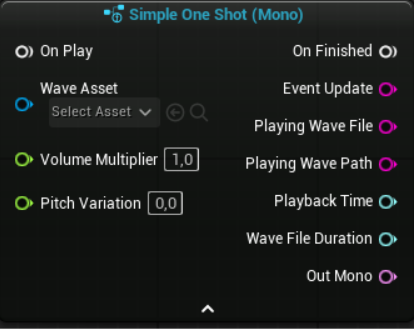 Simple One Shot (Mono)
On Play
On Finished
Wave Asset
Select Asset
Event Update
Playing Wave File
Volume Multiplier 1,0
Playing Wave Path
Pitch Variation 0,0
Playback Time
Wave File Duration
Out Mono